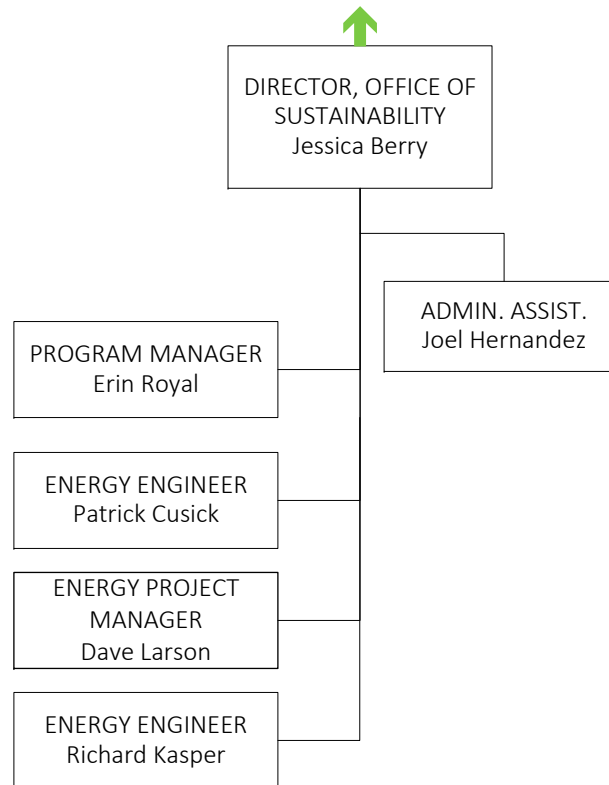 DIRECTOR, OFFICE OF
SUSTAINABILITY
Jessica Berry
ADMIN. ASSIST.
Joel Hernandez
PROGRAM MANAGER
Erin Royal
ENERGY ENGINEER
Patrick Cusick
ENERGY PROJECT
MANAGER
Dave Larson
ENERGY ENGINEER
Richard Kasper